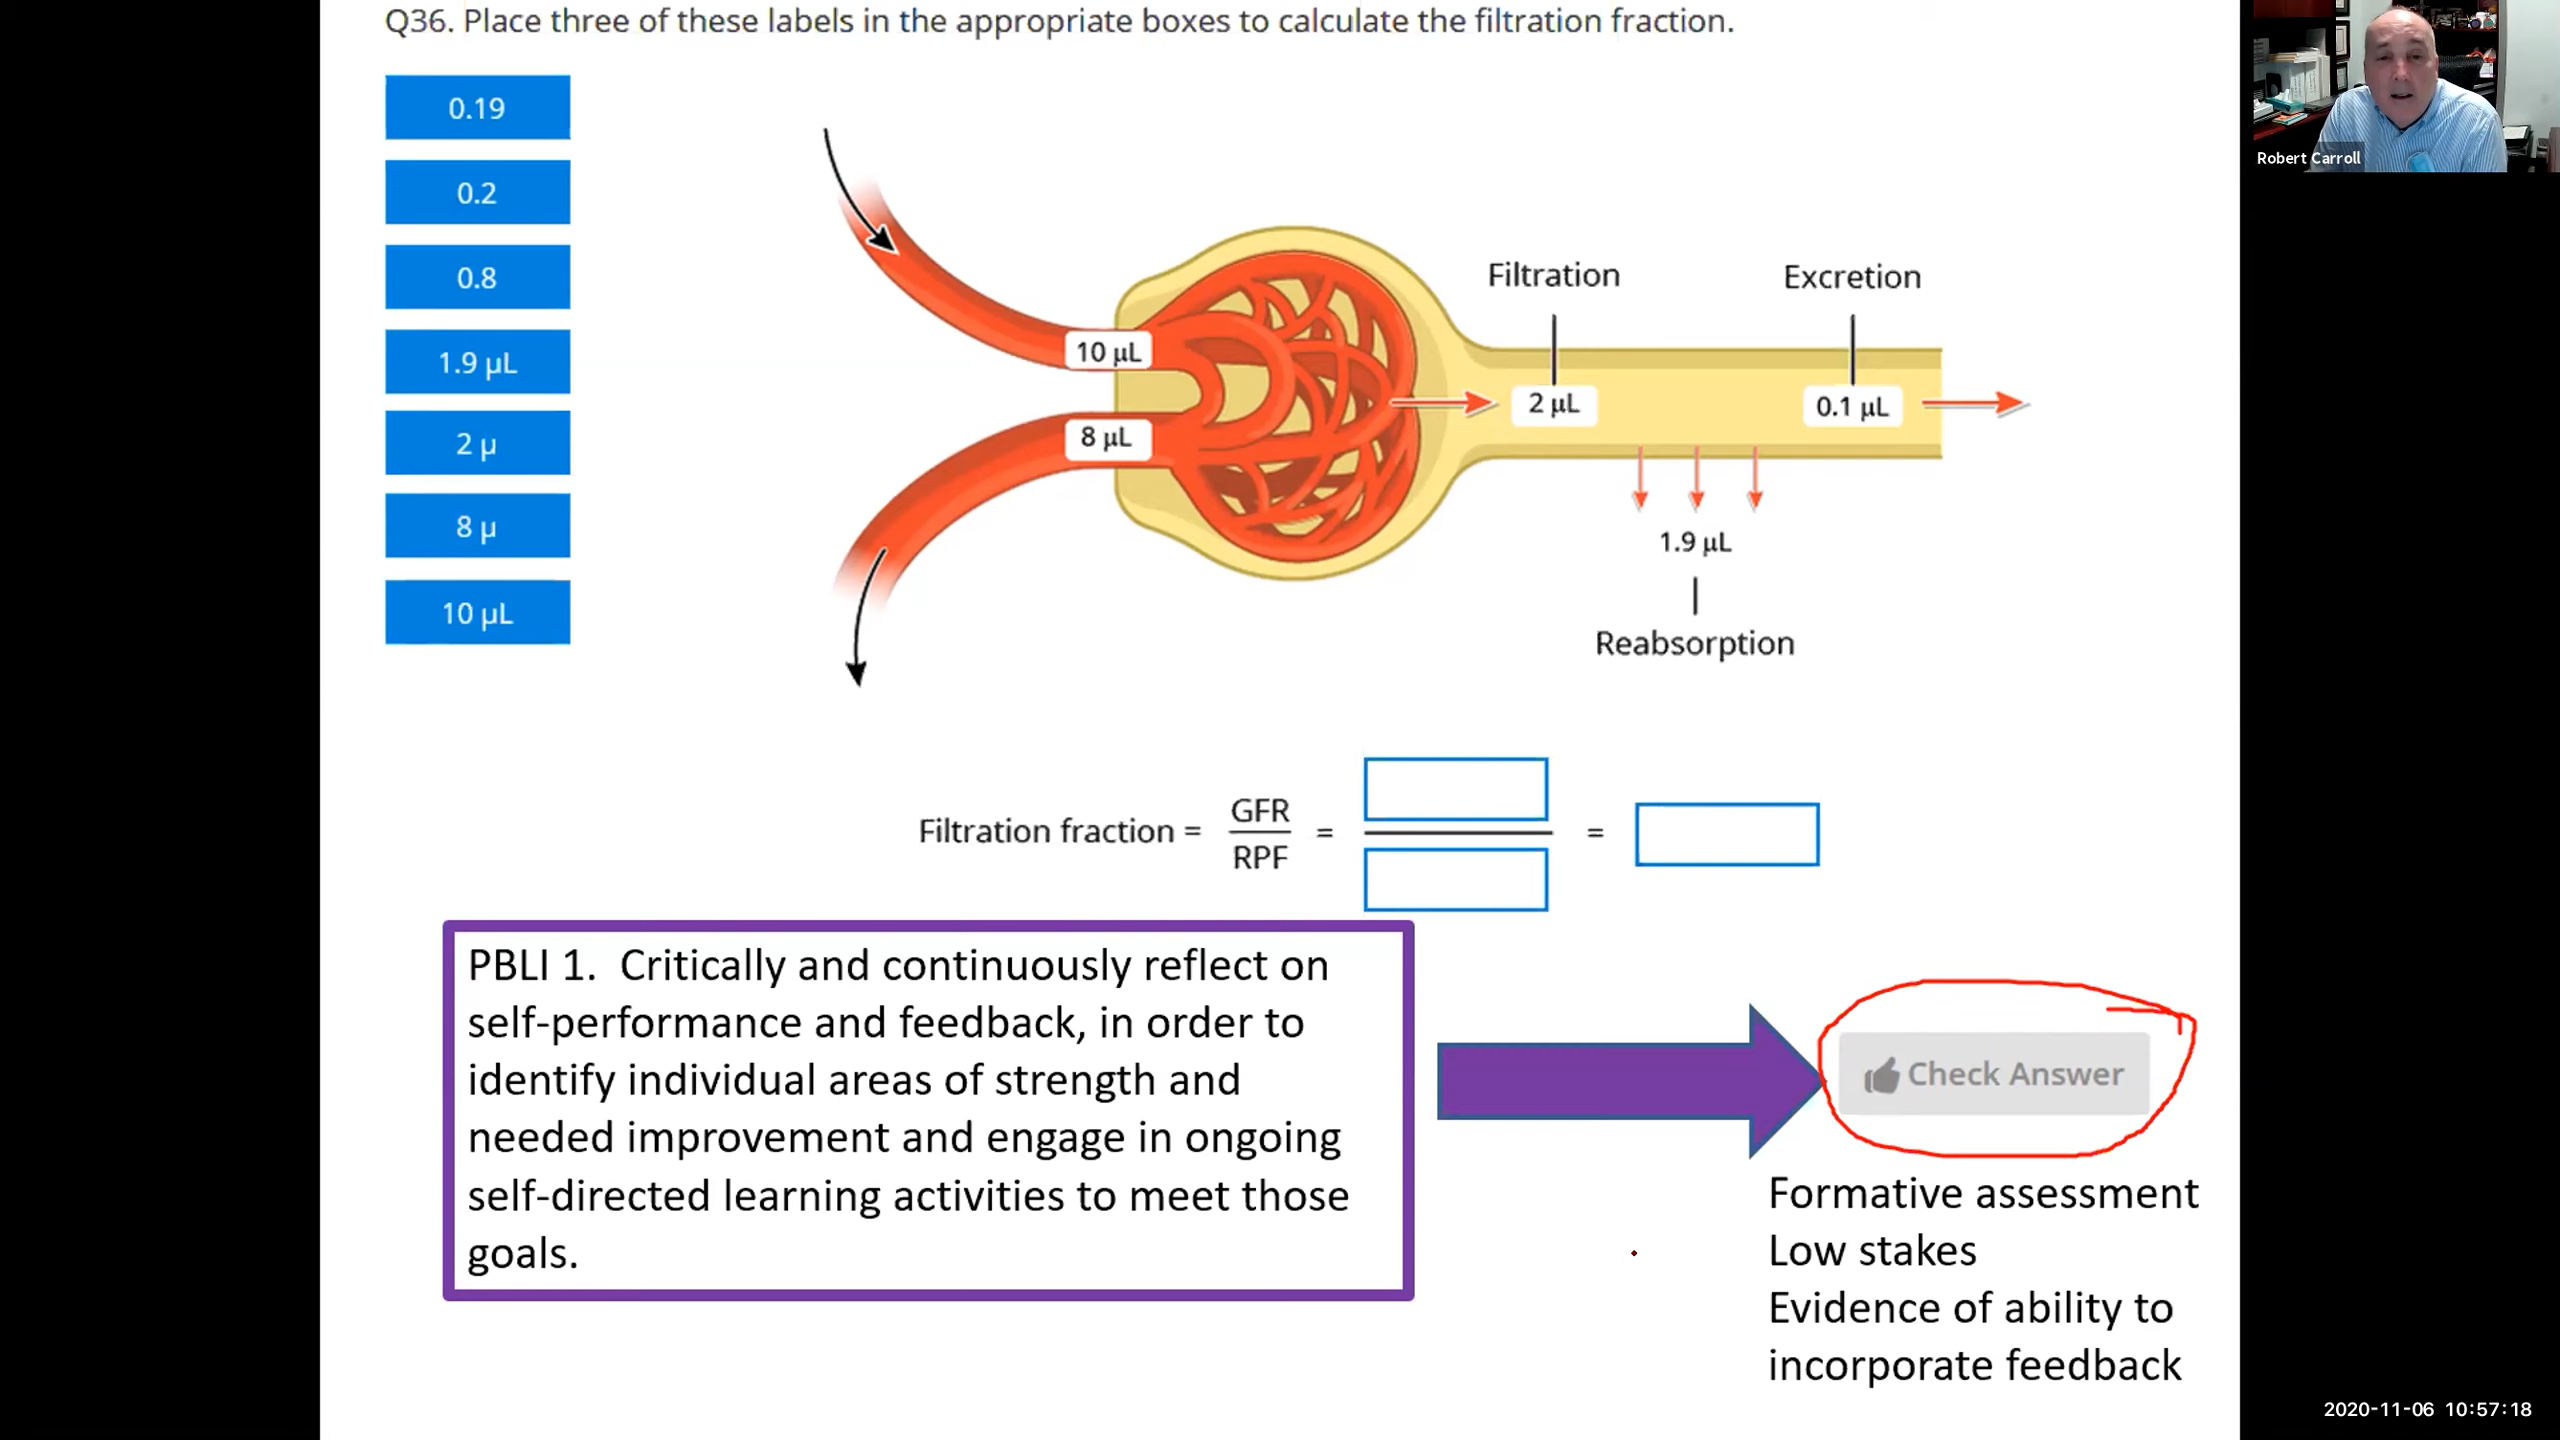 Q36. Place three of these labels in the appropriate boxes to calculate the filtration fraction.
Robert Carroll
0.19
0.2
0.8
1.9 µL
2 µ
8 µ
10 µL
10 µL
8 µL
Filtration
2 µL
Excretion
0.1 µL
1.9 µL
Reabsorption
Filtration fraction = GFR / RPF = =
PBLI 1. Critically and continuously reflect on
self-performance and feedback, in order to
identify individual areas of strength and
needed improvement and engage in ongoing
self-directed learning activities to meet those
goals.
Check Answer
Formative assessment
Low stakes
Evidence of ability to
incorporate feedback
2020-11-06 10:57:18